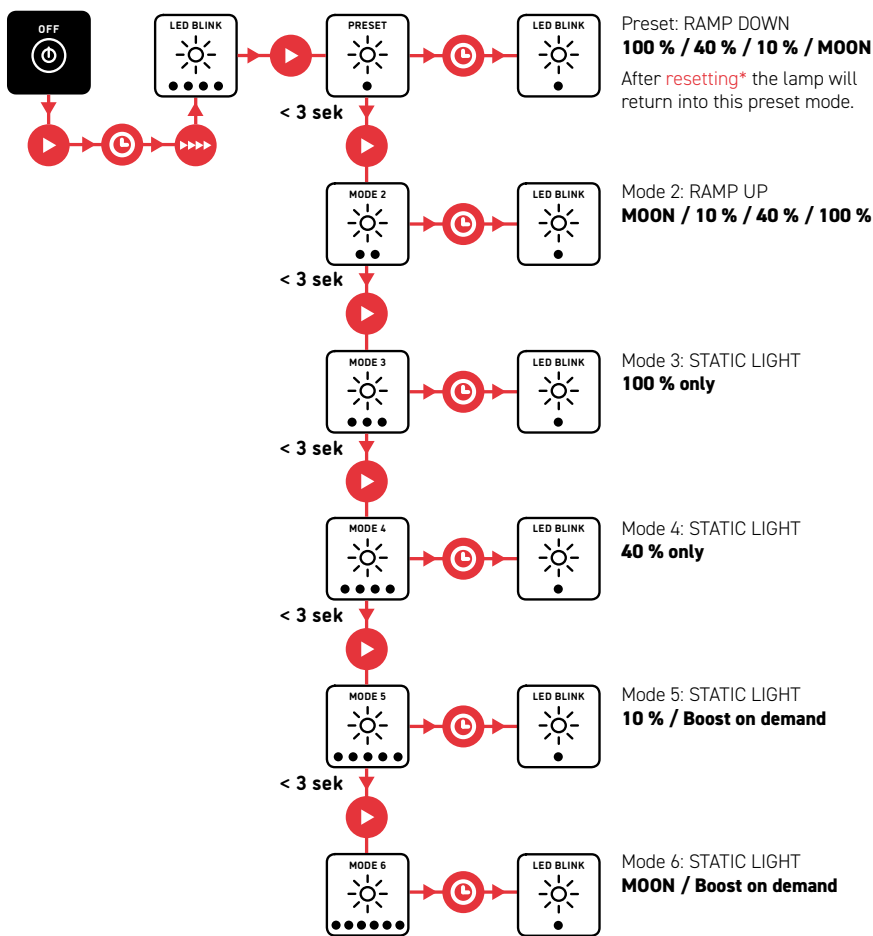 OFF
LED BLINK
PRESET
LED BLINK
Preset: RAMP DOWN
100 % / 40 % / 10 % / MOON
After resetting* the lamp will
return into this preset mode.
< 3 sek
MODE 2
LED BLINK
Mode 2: RAMP UP
MOON / 10 % / 40 % / 100 %
< 3 sek
MODE 3
LED BLINK
Mode 3: STATIC LIGHT
100 % only
< 3 sek
MODE 4
LED BLINK
Mode 4: STATIC LIGHT
40 % only
< 3 sek
MODE 5
LED BLINK
Mode 5: STATIC LIGHT
10 % / Boost on demand
< 3 sek
MODE 6
LED BLINK
Mode 6: STATIC LIGHT
MOON / Boost on demand